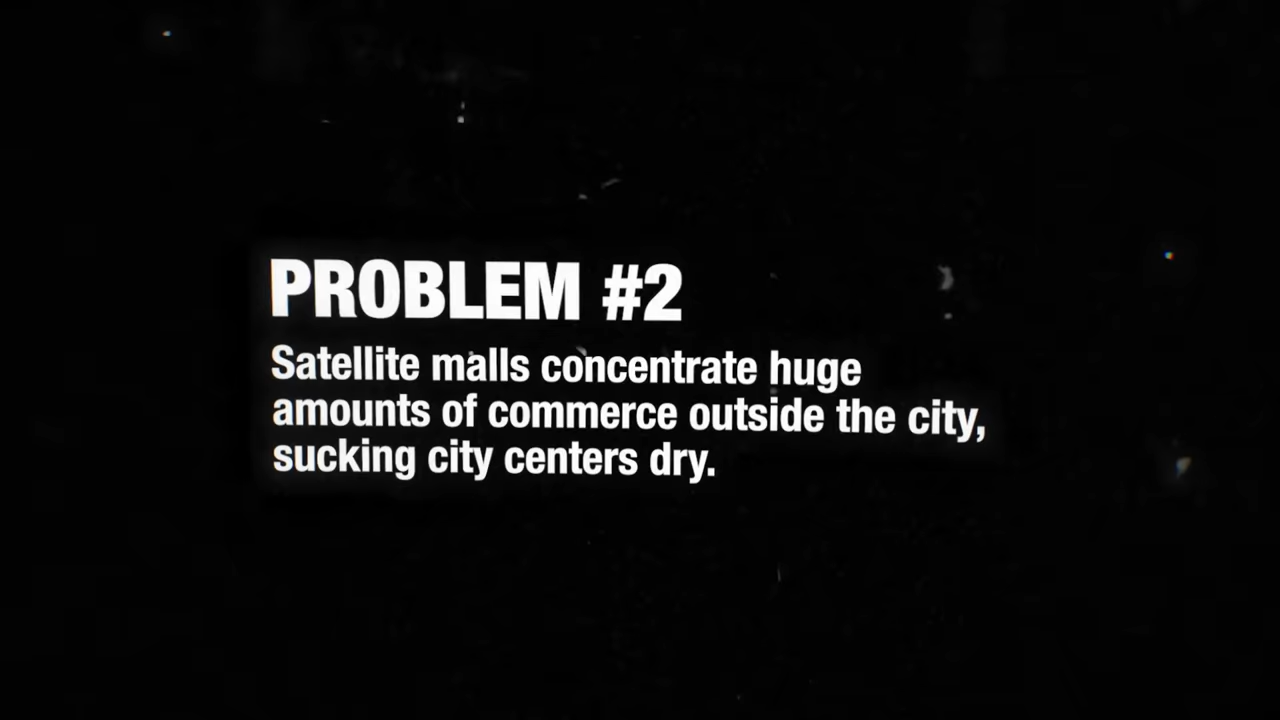 PROBLEM #2
Satellite malls concentrate huge
amounts of commerce outside the city,
sucking city centers dry.